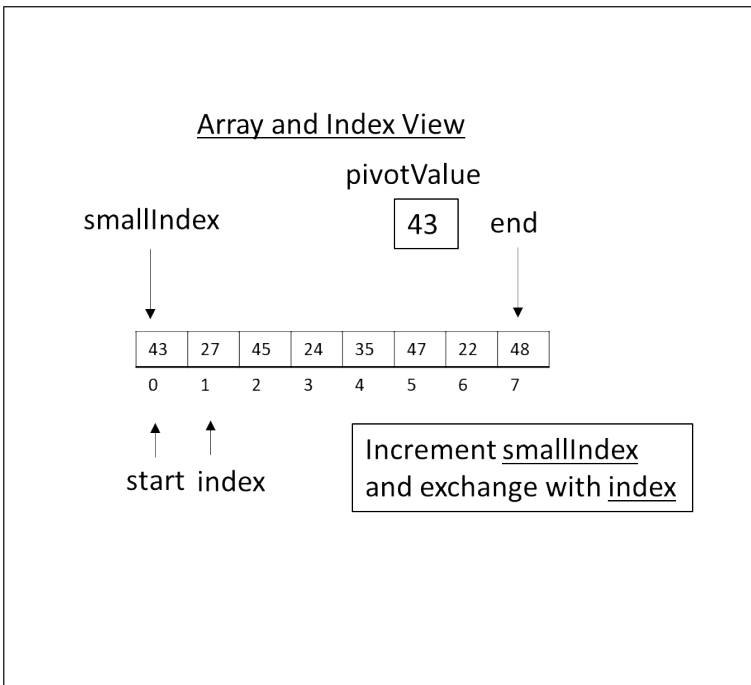 Array and Index View
pivotValue
smallIndex
43
end
43 27 45 24 35 47 22 48
0 1 2 3 4 5 6 7
start index
Increment smallIndex
and exchange with index